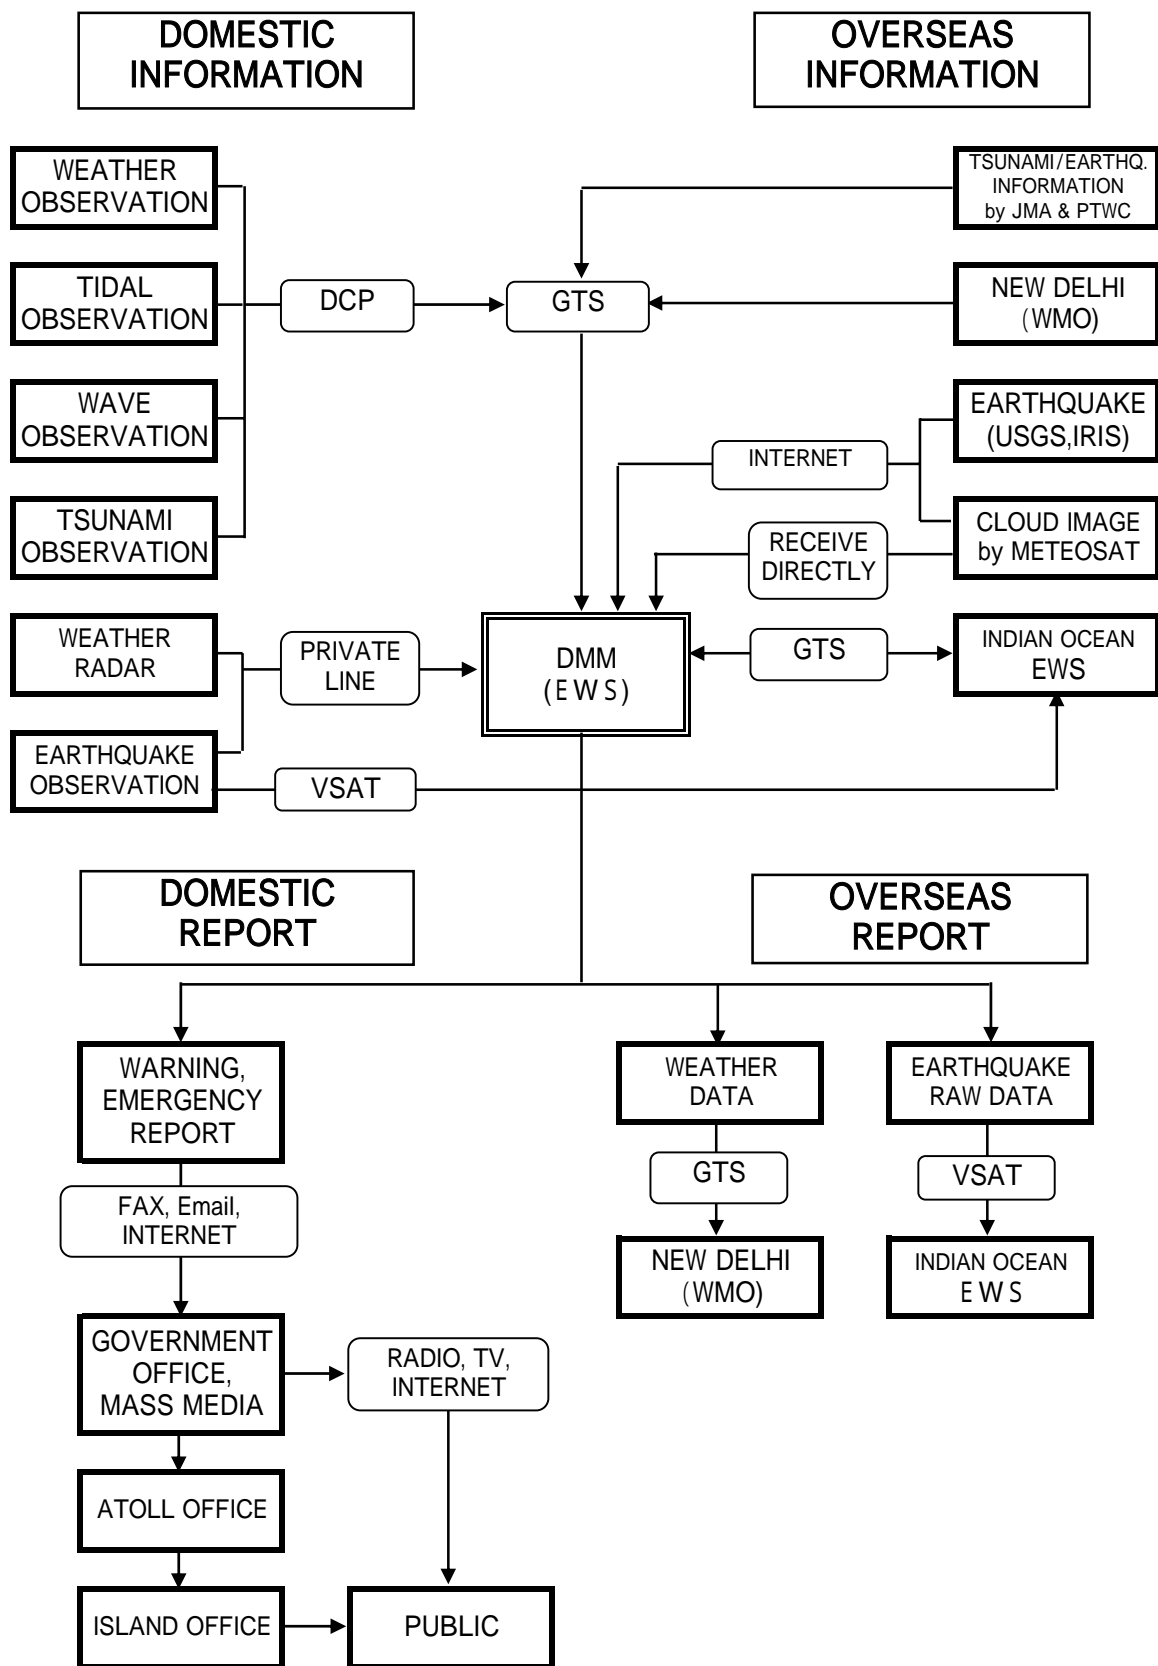 DOMESTIC
INFORMATION
OVERSEAS
INFORMATION
WEATHER
OBSERVATION
TSUNAMI/EARTHQ.
INFORMATION
by JMA & PTWC
TIDAL
OBSERVATION
DCP
GTS
NEW DELHI
(WMO)
WAVE
OBSERVATION
EARTHQUAKE
(USGS,IRIS)
INTERNET
TSUNAMI
OBSERVATION
RECEIVE
DIRECTLY
CLOUD IMAGE
by METEOSAT
WEATHER
RADAR
PRIVATE
LINE
DMM
(EWS)
GTS
INDIAN OCEAN
EWS
EARTHQUAKE
OBSERVATION
VSAT
DOMESTIC
REPORT
OVERSEAS
REPORT
WARNING,
EMERGENCY
REPORT
WEATHER
DATA
EARTHQUAKE
RAW DATA
FAX, Email,
INTERNET
GTS
VSAT
NEW DELHI
(WMO)
INDIAN OCEAN
EWS
GOVERNMENT
OFFICE,
MASS MEDIA
RADIO, TV,
INTERNET
ATOLL OFFICE
ISLAND OFFICE
PUBLIC